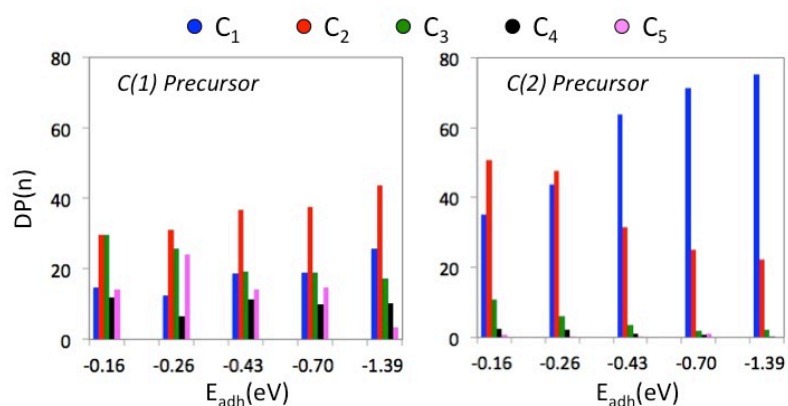 C₁ C₂ C₃ C₄ C₅
C(1) Precursor
C(2) Precursor
DP(n)
80
60
40
20
0
-0.16 -0.26 -0.43 -0.70 -1.39
E_adh(eV)
80
60
40
20
0
-0.16 -0.26 -0.43 -0.70 -1.39
E_adh(eV)